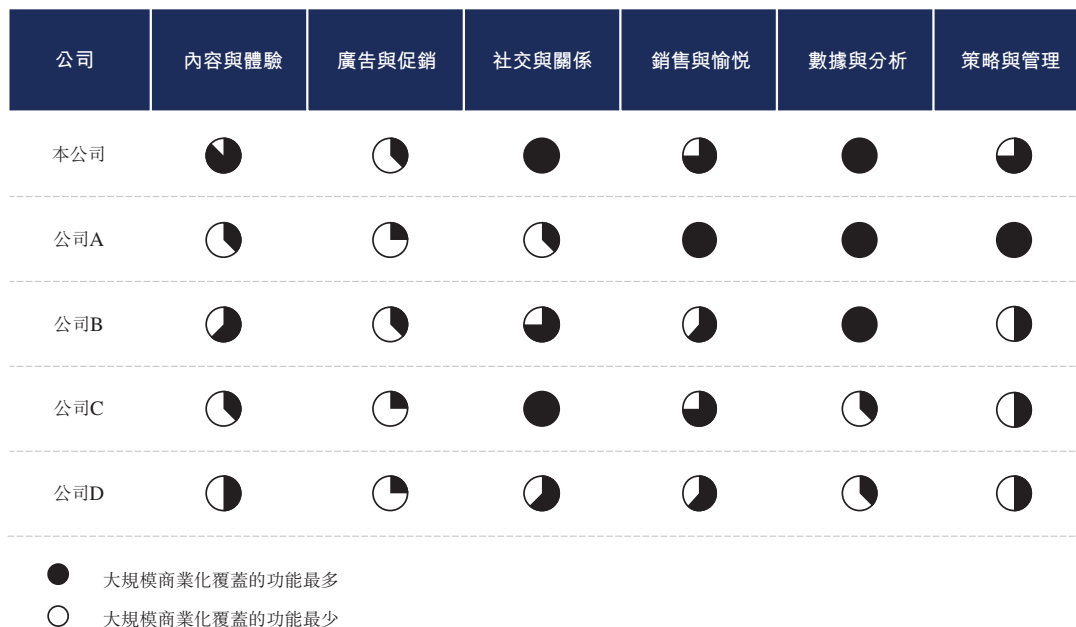 公司 內容與體驗 廣告與促銷 社交與關係 銷售與愉悅 數據與分析 策略與管理
本公司
公司A
公司B
公司C
公司D
大規模商業化覆蓋的功能最多
大規模商業化覆蓋的功能最少